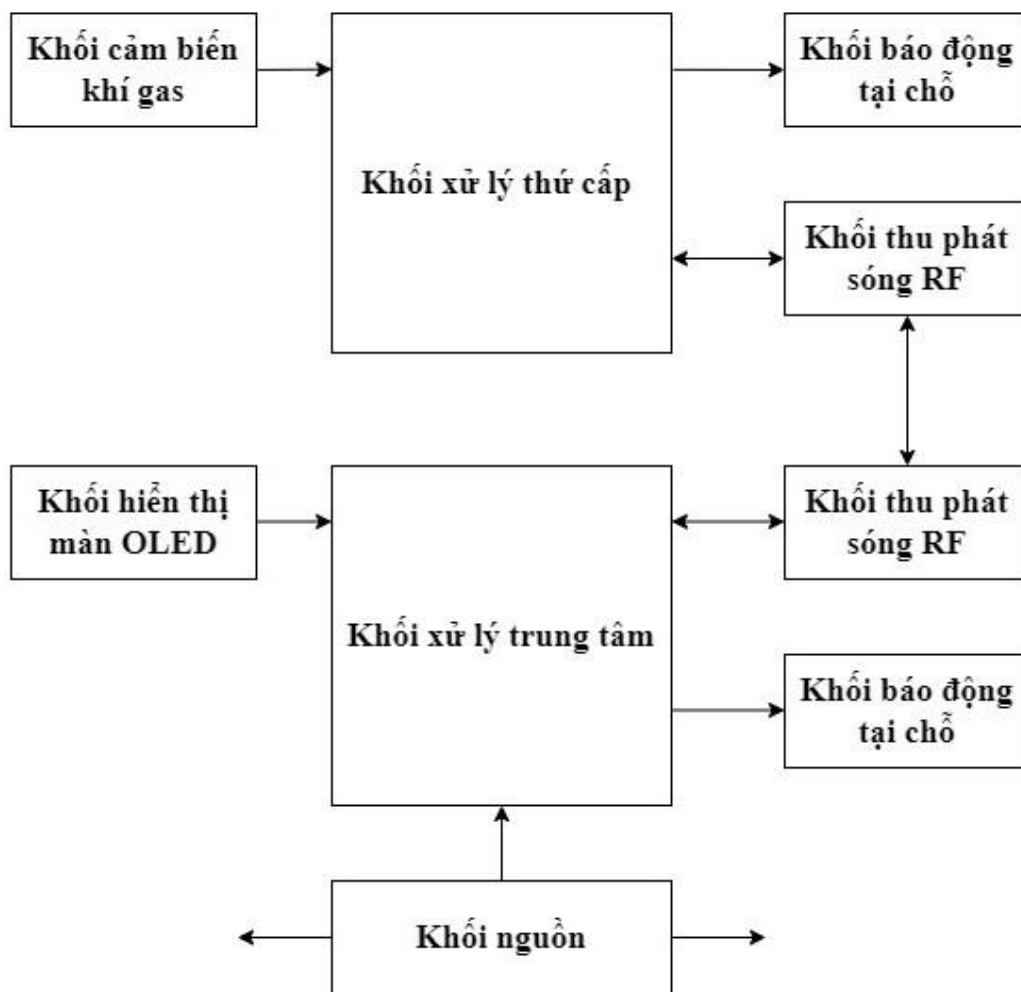 Khối cảm biến
khí gas
Khối báo động
tại chỗ
Khối xử lý thứ cấp
Khối thu phát
sóng RF
Khối hiển thị
màn OLED
Khối thu phát
sóng RF
Khối xử lý trung tâm
Khối báo động
tại chỗ
Khối nguồn